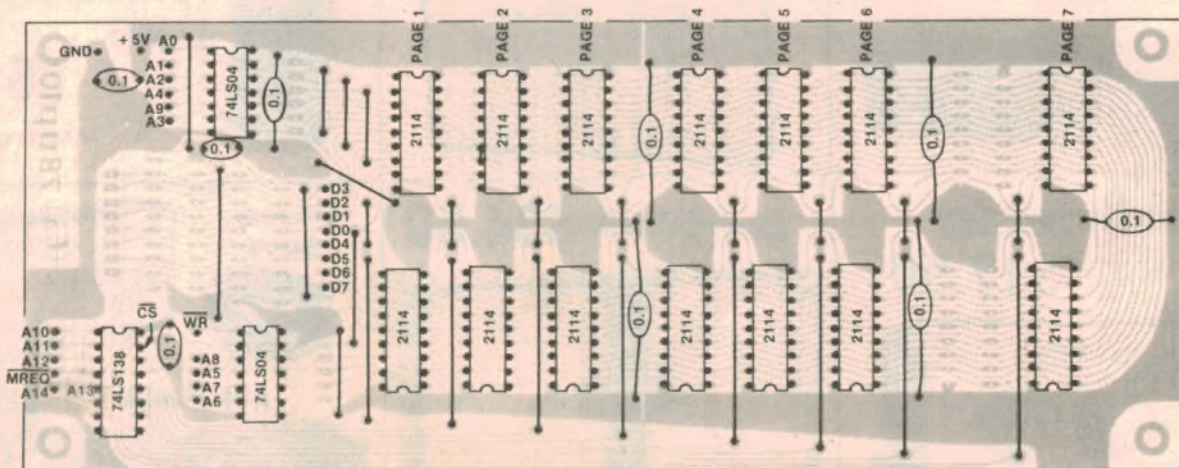 PAGE 1
PAGE 2
PAGE 3
PAGE 4
PAGE 5
PAGE 6
PAGE 7
GND
+ 5V
A0
A1
A2
A4
A9
A3
0.1
74LS04
0.1
0.1
2114
2114
2114
0.1
2114
2114
2114
0.1
2114
0.1
D3
D2
D1
D0
D4
D5
D6
D7
A10
A11
A12
MREQ
A14
A13
74LS138
CS
0.1
WR
A8
A5
A7
A6
74LS04
2114
2114
2114
0.1
2114
2114
2114
0.1
2114